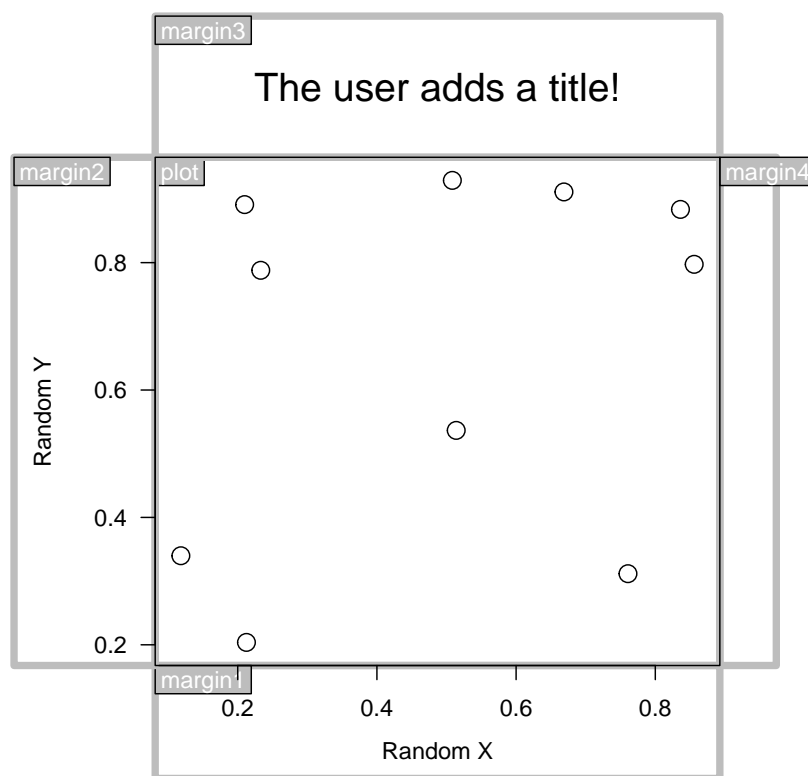 margin3
The user adds a title!
margin2
plot
margin4
0.8
0.6
0.4
0.2
Random Y
margin1
0.2 0.4 0.6 0.8
Random X